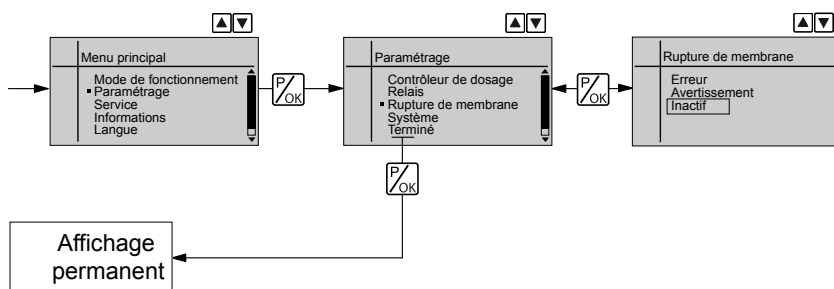 Menu principal
Mode de fonctionnement
Paramétrage
Service
Informations
Langue
P/OK
Paramétrage
Contrôleur de dosage
Relais
Rupture de membrane
Système
Terminé
P/OK
Rupture de membrane
Erreur
Avertissement
Inactif
P/OK
Affichage
permanent